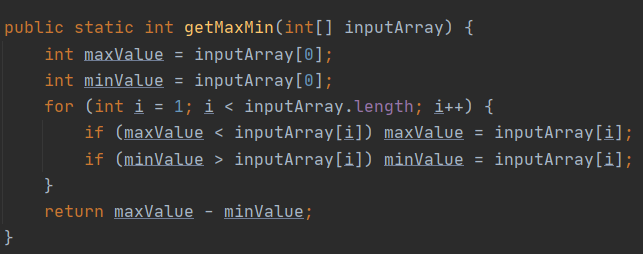 public static int getMaxMin(int[] inputArray) {
    int maxValue = inputArray[0];
    int minValue = inputArray[0];
    for (int i = 1; i < inputArray.length; i++) {
        if (maxValue < inputArray[i]) maxValue = inputArray[i];
        if (minValue > inputArray[i]) minValue = inputArray[i];
    }
    return maxValue - minValue;
}